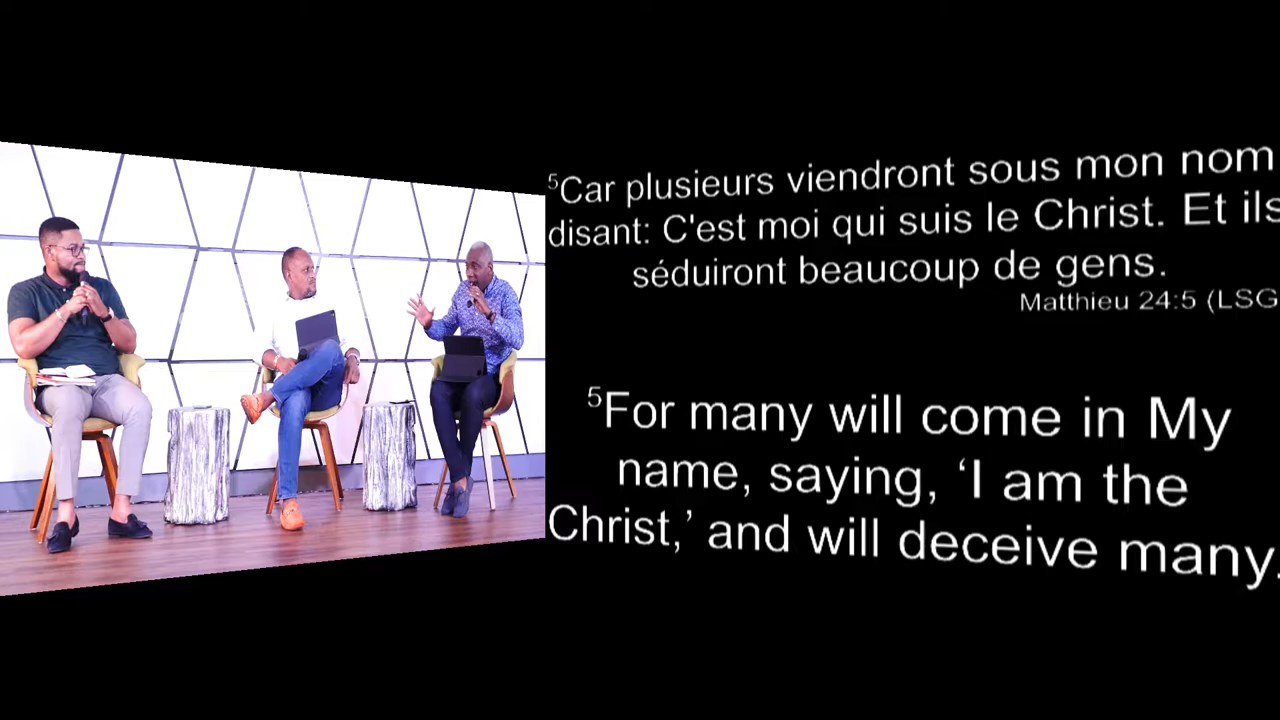 ⁵Car plusieurs viendront sous mon nom
disant: C'est moi qui suis le Christ. Et ils
séduiront beaucoup de gens.
Matthieu 24:5 (LSG
⁵For many will come in My
name, saying, ‘I am the
Christ,’ and will deceive many.